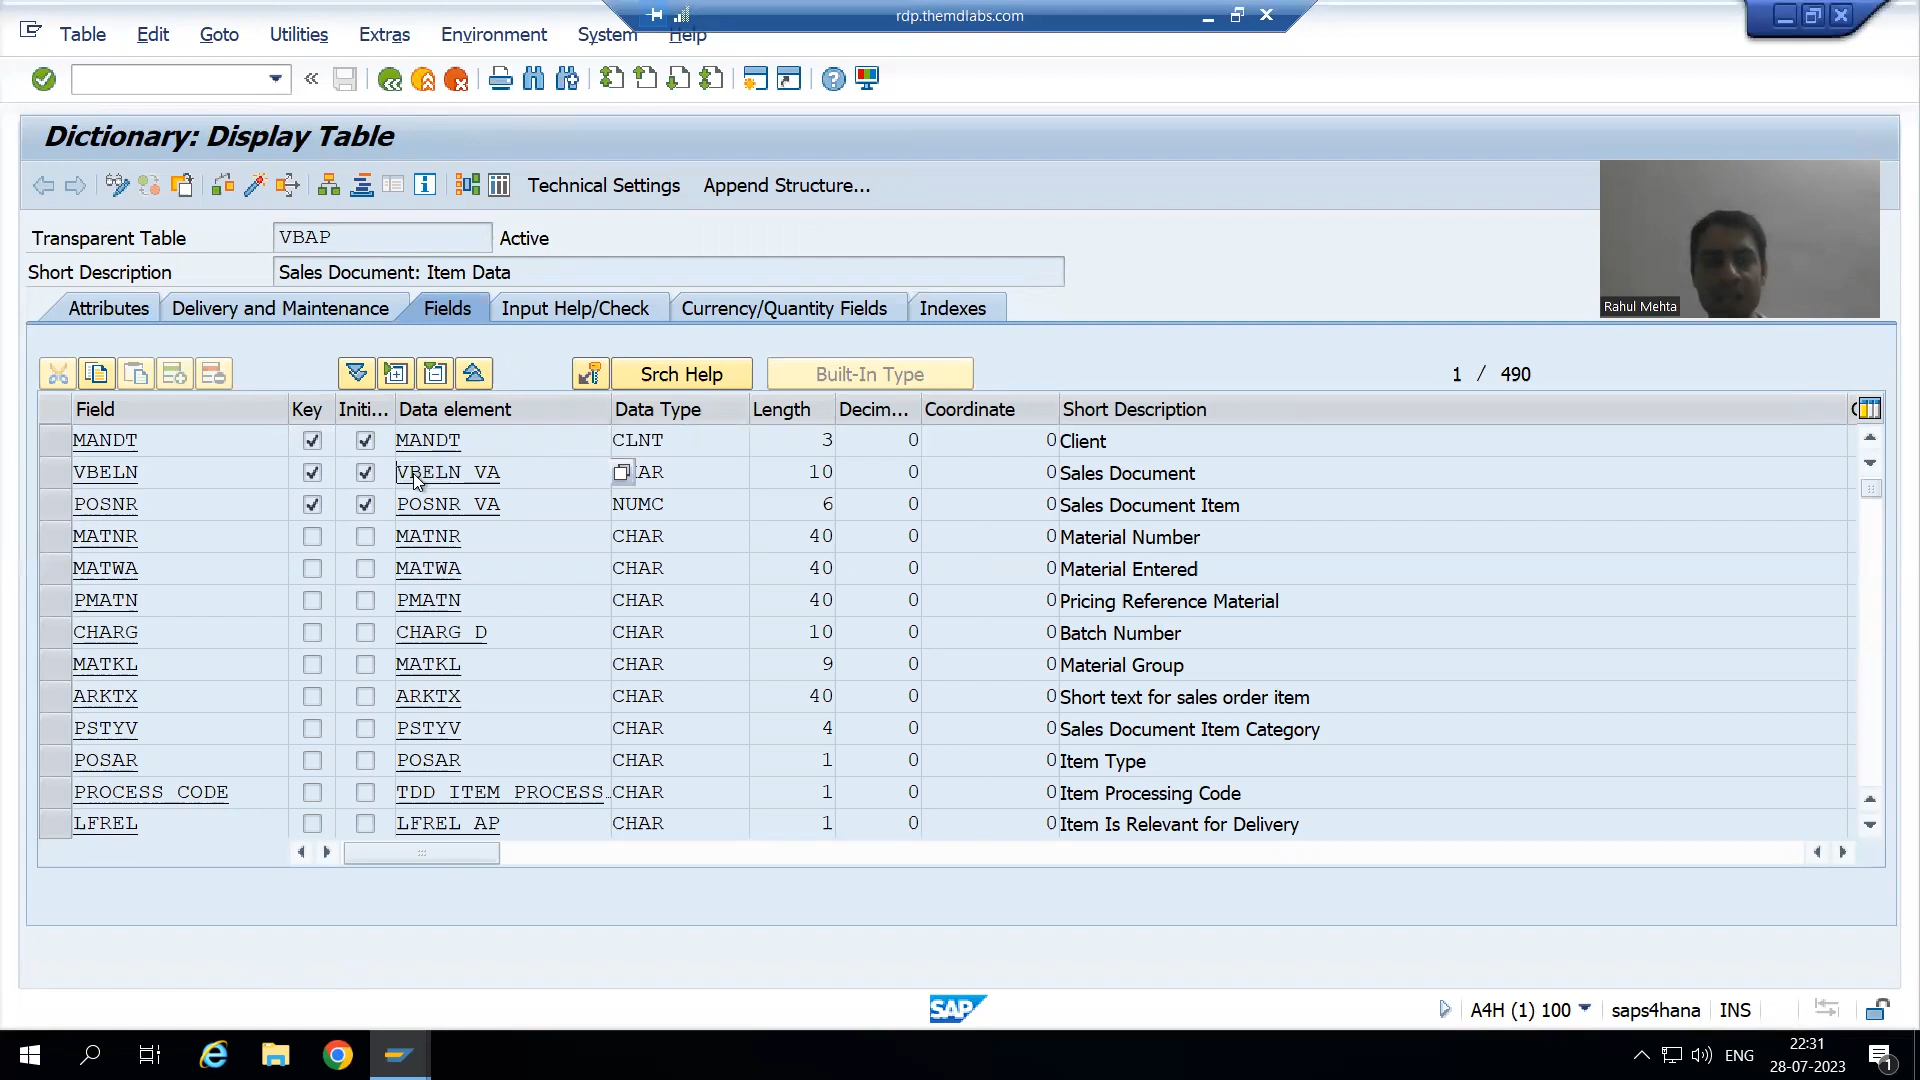 rdp.themdlabs.com
Table Edit Goto Utilities Extras Environment System Help
Dictionary: Display Table
Technical Settings Append Structure...
Transparent Table VBAP Active
Short Description Sales Document: Item Data
Rahul Mehta
Attributes Delivery and Maintenance Fields Input Help/Check Currency/Quantity Fields Indexes
Srch Help Built-In Type 1 / 490
Field Key Initi... Data element Data Type Length Decim... Coordinate Short Description
MANDT MANDT CLNT 3 0 0 Client
VBELN VBELN_VA AR 10 0 0 Sales Document
POSNR POSNR_VA NUMC 6 0 0 Sales Document Item
MATNR MATNR CHAR 40 0 0 Material Number
MATWA MATWA CHAR 40 0 0 Material Entered
PMATN PMATN CHAR 40 0 0 Pricing Reference Material
CHARG CHARG_D CHAR 10 0 0 Batch Number
MATKL MATKL CHAR 9 0 0 Material Group
ARKTX ARKTX CHAR 40 0 0 Short text for sales order item
PSTYV PSTYV CHAR 4 0 0 Sales Document Item Category
POSAR POSAR CHAR 1 0 0 Item Type
PROCESS_CODE TDD_ITEM_PROCESS… CHAR 1 0 0 Item Processing Code
LFREL LFREL_AP CHAR 1 0 0 Item Is Relevant for Delivery
SAP A4H (1) 100 saps4hana INS
ENG 22:31
28-07-2023 1